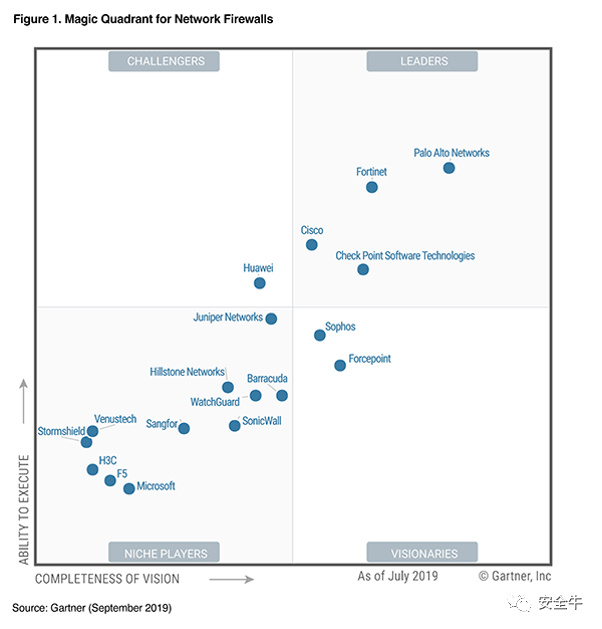 Figure 1. Magic Quadrant for Network Firewalls
CHALLENGERS
LEADERS
Palo Alto Networks
Fortinet
Cisco
Check Point Software Technologies
Huawei
Juniper Networks
Sophos
Forcepoint
Hillstone Networks
Barracuda
WatchGuard
SonicWall
Sangfor
Venustech
Stormshield
H3C
F5
Microsoft
ABILITY TO EXECUTE
NICHE PLAYERS
VISIONARIES
COMPLETENESS OF VISION
As of July 2019
© Gartner, Inc
Source: Gartner (September 2019)
安全牛